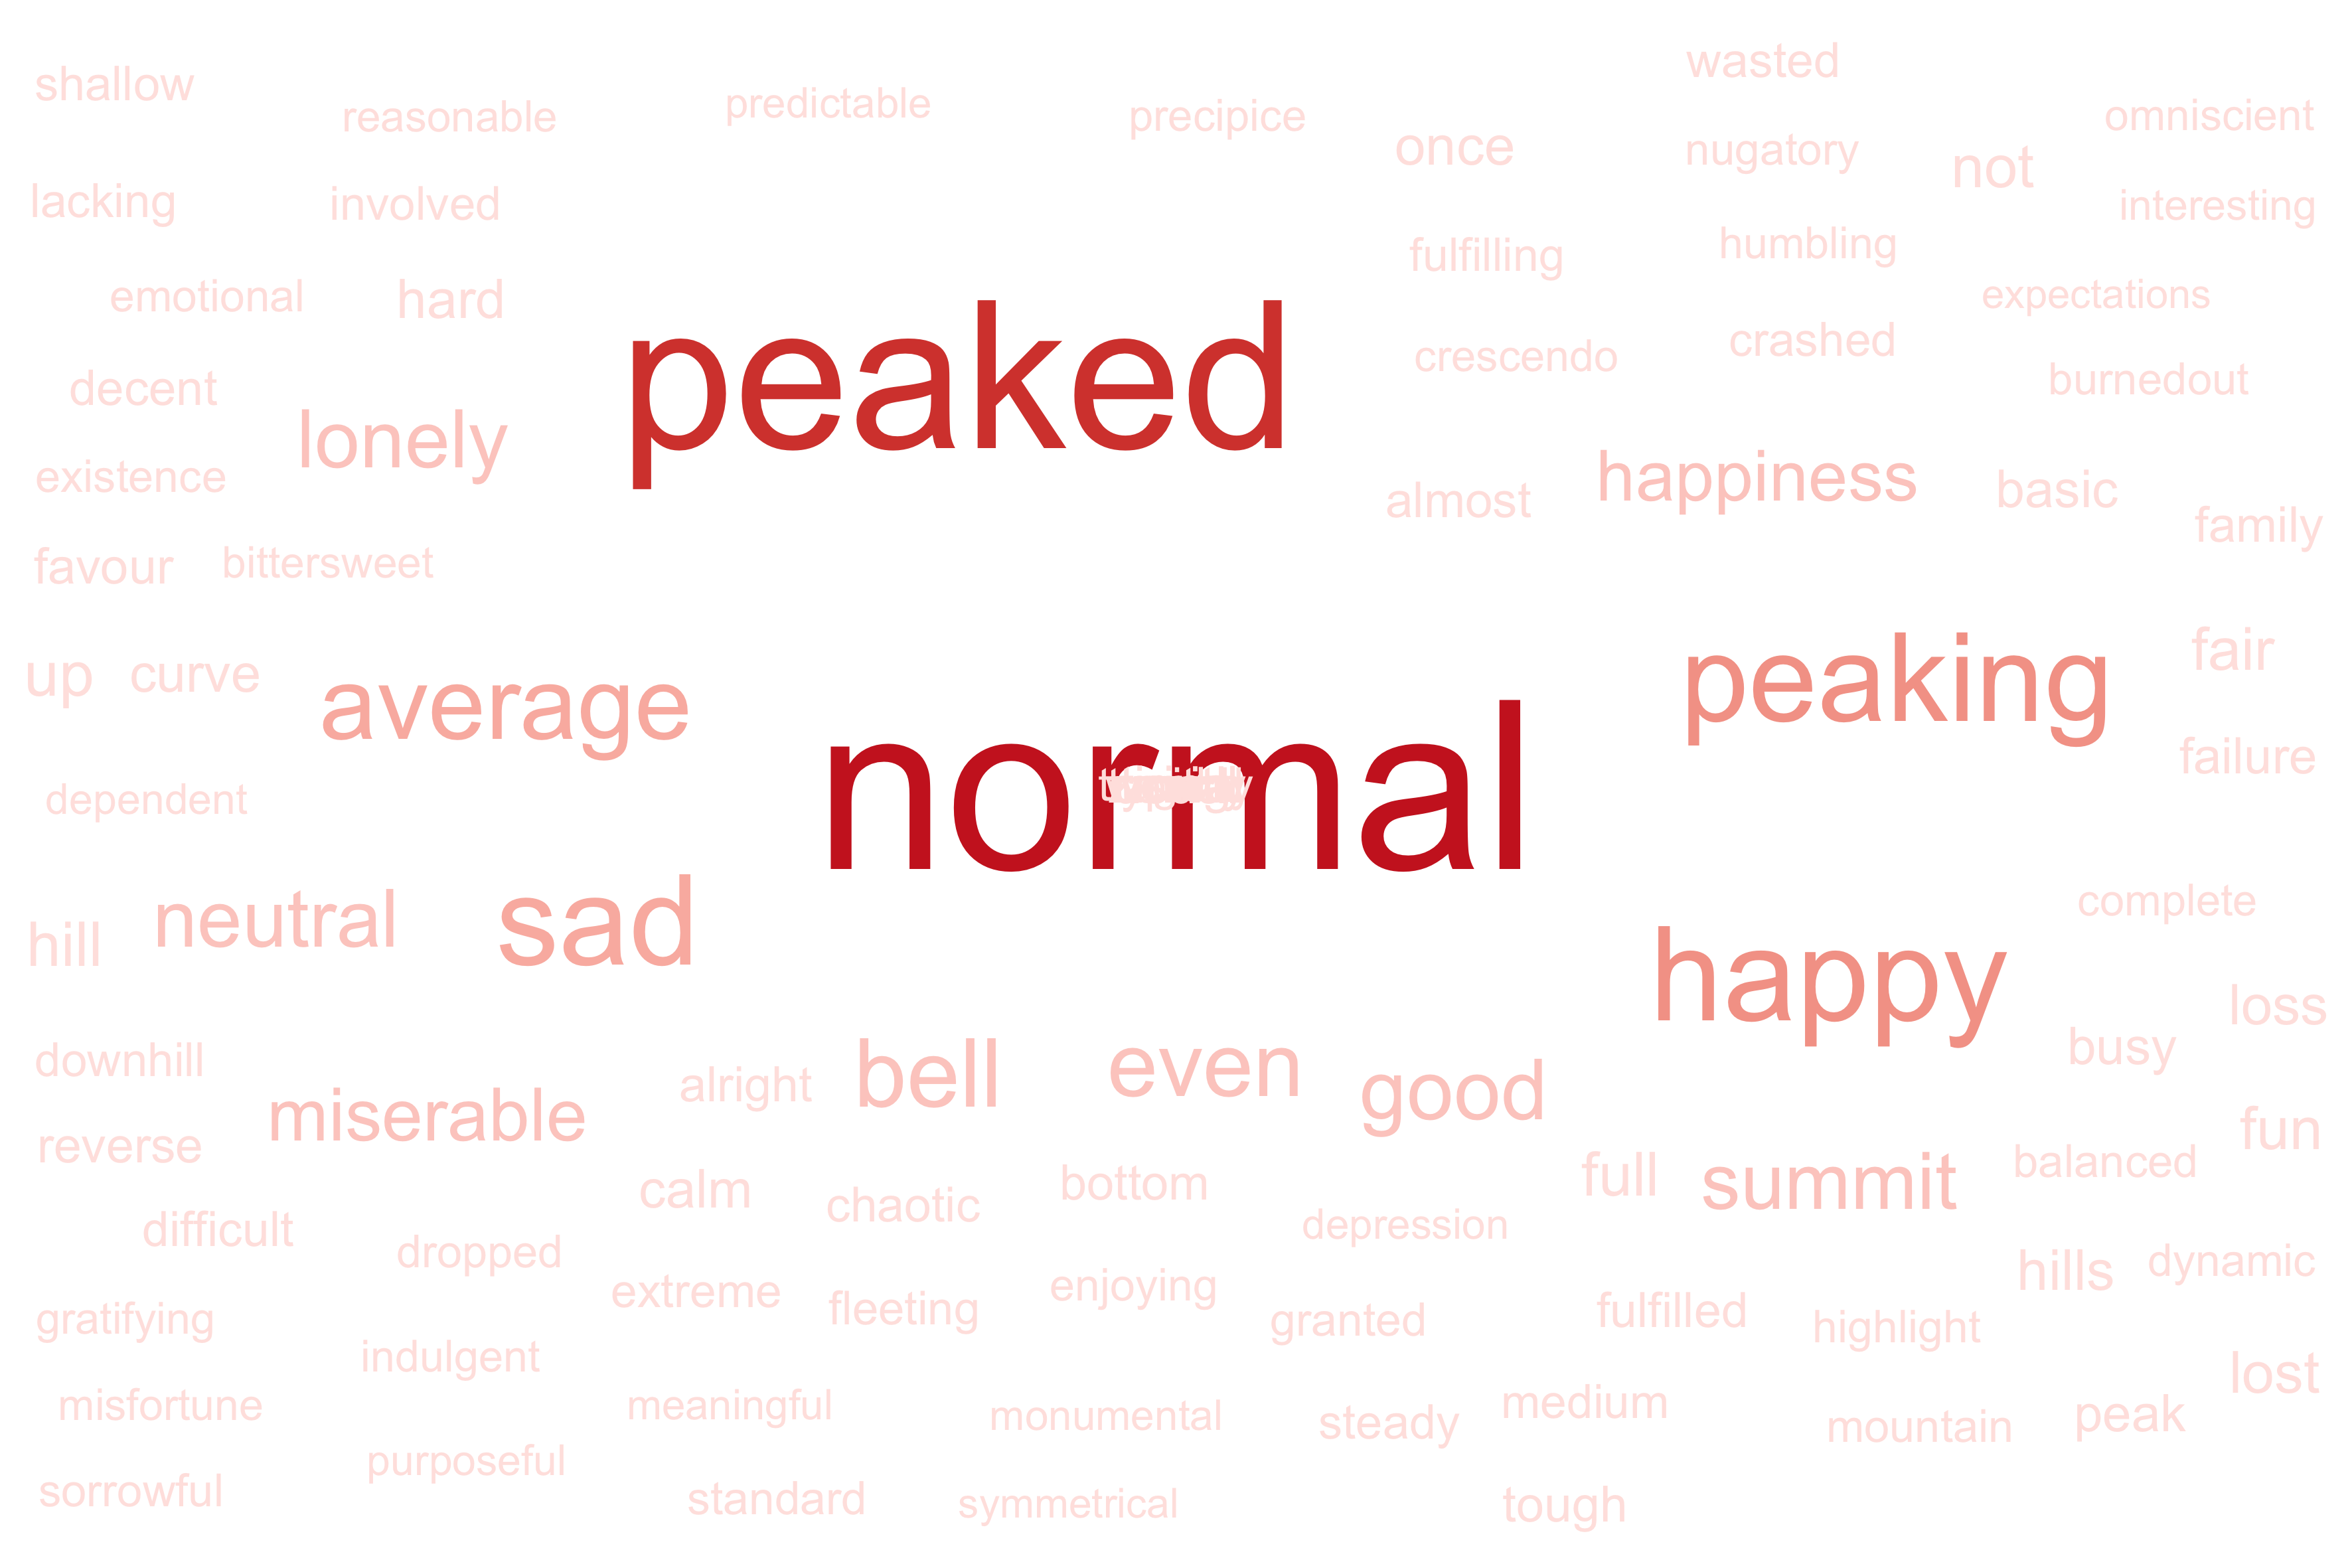 wasted
shallow
reasonable
predictable
precipice
omniscient
once
nugatory
not
lacking
involved
interesting
fulfilling
humbling
emotional
hard
expectations
peaked
crescendo
crashed
decent
burnedout
lonely
existence
almost
happiness
basic
family
favour
bittersweet
up
curve
average
peaking
fair
failure
dependent
normal
complete
hill
neutral
sad
happy
loss
downhill
alright
bell
even
good
busy
miserable
reverse
fun
calm
chaotic
bottom
full
summit
balanced
difficult
dropped
depression
extreme
fleeting
enjoying
hills
dynamic
gratifying
granted
fulfilled
highlight
indulgent
lost
misfortune
meaningful
monumental
steady
medium
mountain
peak
purposeful
sorrowful
standard
symmetrical
tough